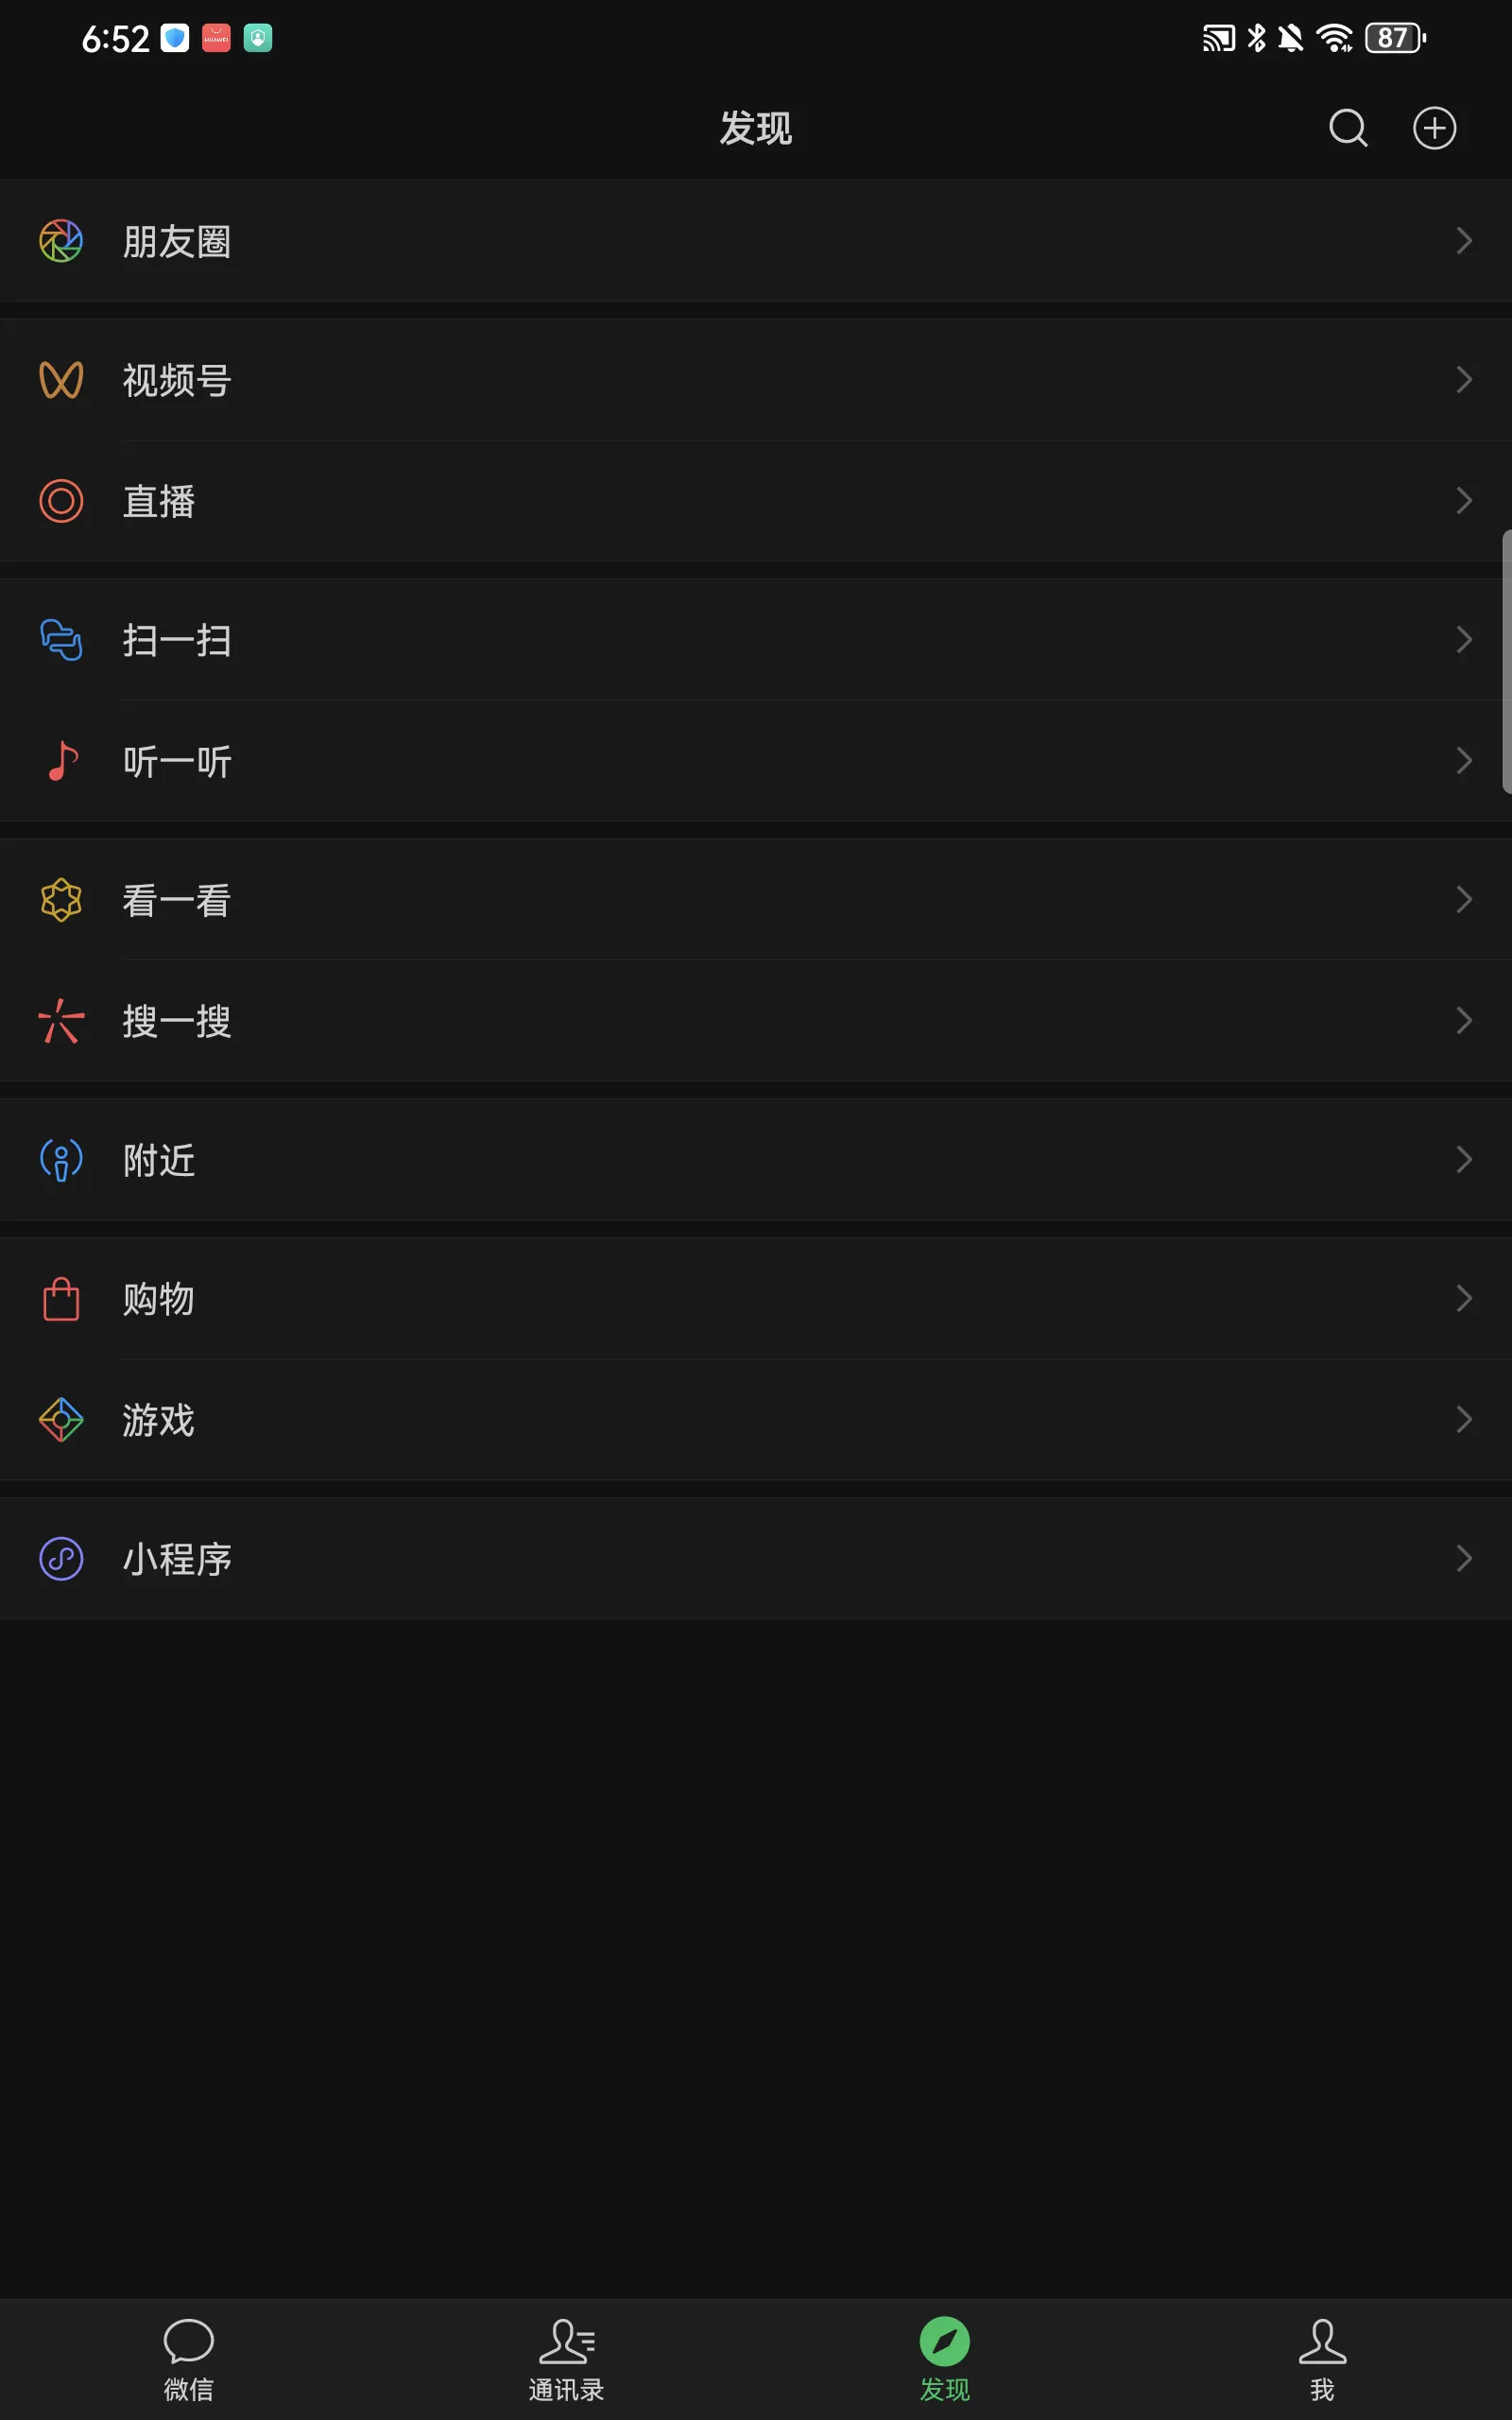 6:52
HUAWEI
87
发现
朋友圈
视频号
直播
扫一扫
听一听
看一看
搜一搜
附近
购物
游戏
小程序
微信
通讯录
发现
我